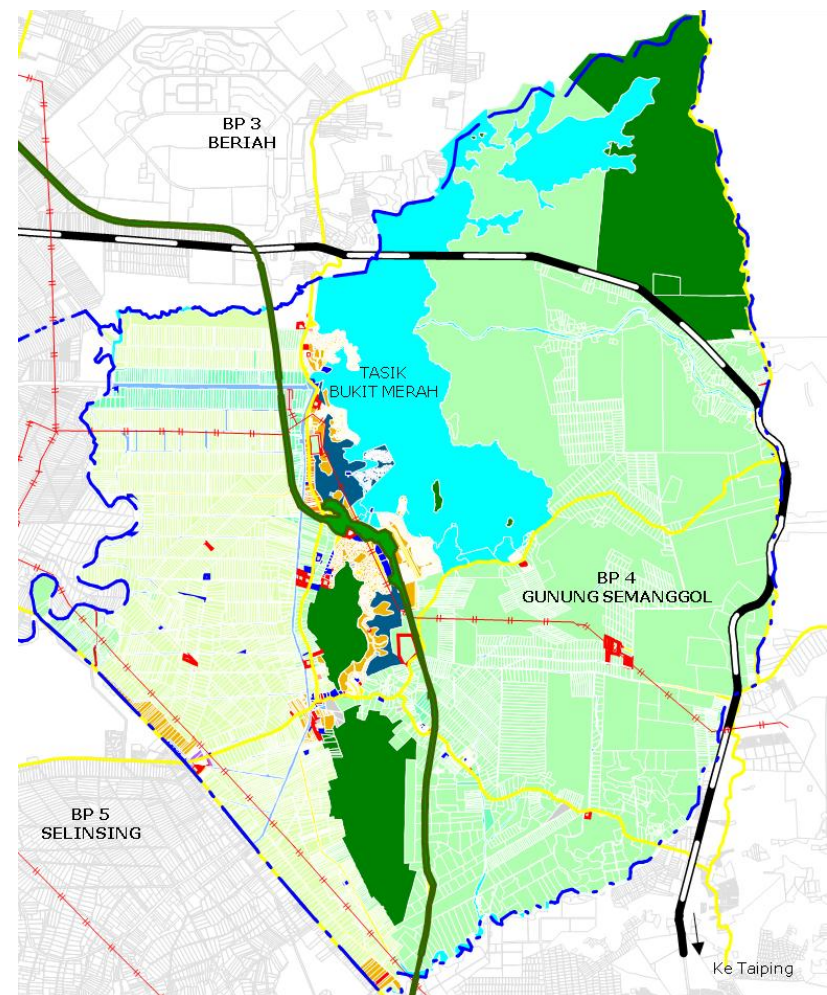 BP 3
BERIAH
TASIK
BUKIT MERAH
BP 4
GUNUNG SEMANGGOL
BP 5
SELINSING
Ke Taiping